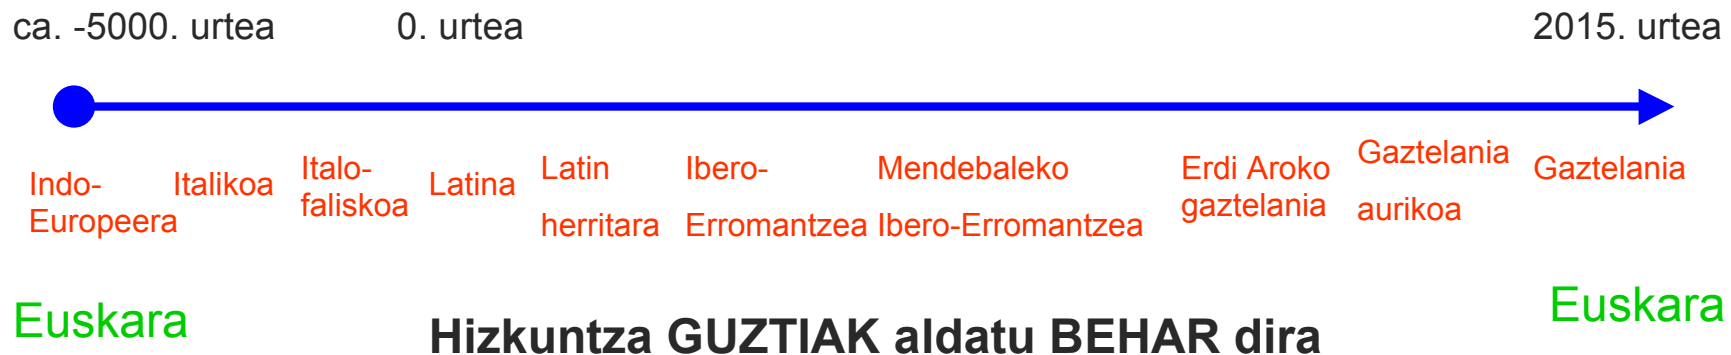 ca. -5000. urtea
0. urtea
2015. urtea
Indo-
Europeera
Italikoa
Italo-
faliskoa
Latina
Latin
herritara
Ibero-
Erromantzea
Mendebaleko
Ibero-Erromantzea
Erdi Aroko
gaztelania
Gaztelania
aurikoa
Gaztelania
Euskara
Hizkuntza GUZTIAK aldatu BEHAR dira
Euskara